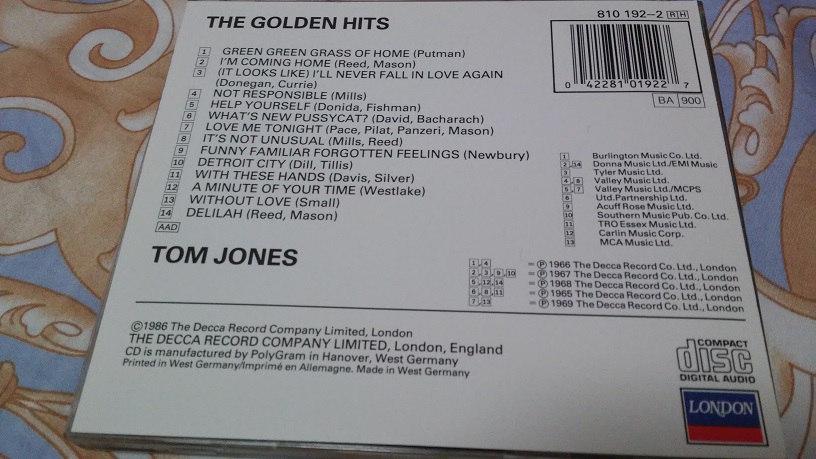 THE GOLDEN HITS
810 192-2 RH
1 GREEN GREEN GRASS OF HOME (Putman)
2 I'M COMING HOME (Reed, Mason)
3 (IT LOOKS LIKE) I'LL NEVER FALL IN LOVE AGAIN
(Donegan, Currie)
4 NOT RESPONSIBLE (Mills)
5 HELP YOURSELF (Donida, Fishman)
6 WHAT'S NEW PUSSYCAT? (David, Bacharach)
7 LOVE ME TONIGHT (Pace, Pilat, Panzeri, Mason)
8 IT'S NOT UNUSUAL (Mills, Reed)
9 FUNNY FAMILIAR FORGOTTEN FEELINGS (Newbury)
10 DETROIT CITY (Dill, Tillis)
11 WITH THESE HANDS (Davis, Silver)
12 A MINUTE OF YOUR TIME (Westlake)
13 WITHOUT LOVE (Small)
14 DELILAH (Reed, Mason)
AAD
TOM JONES
0 42281 01922 7
BA 900
1 Burlington Music Co. Ltd.
2, 14 Donna Music Ltd./EMI Music
3 Tyler Music Ltd.
4, 8 Valley Music Ltd.
5, 7 Valley Music Ltd./MCPS
6 Utd. Partnership Ltd.
9 Acuff Rose Music Ltd.
10 Southern Music Pub. Co. Ltd.
11 TRO Essex Music Ltd.
12 Carlin Music Corp.
13 MCA Music Ltd.
1, 4 = Ⓟ 1966 The Decca Record Co. Ltd., London
2, 3, 9, 10 = Ⓟ 1967 The Decca Record Co. Ltd., London
5, 12, 14 = Ⓟ 1968 The Decca Record Co. Ltd., London
6, 8, 11 = Ⓟ 1965 The Decca Record Co. Ltd., London
7, 13 = Ⓟ 1969 The Decca Record Co. Ltd., London
©1986 The Decca Record Company Limited, London
THE DECCA RECORD COMPANY LIMITED, London, England
CD is manufactured by PolyGram in Hanover, West Germany
Printed in West Germany/Imprimé en Allemagne. Made in West Germany
COMPACT
disc
DIGITAL AUDIO
LONDON